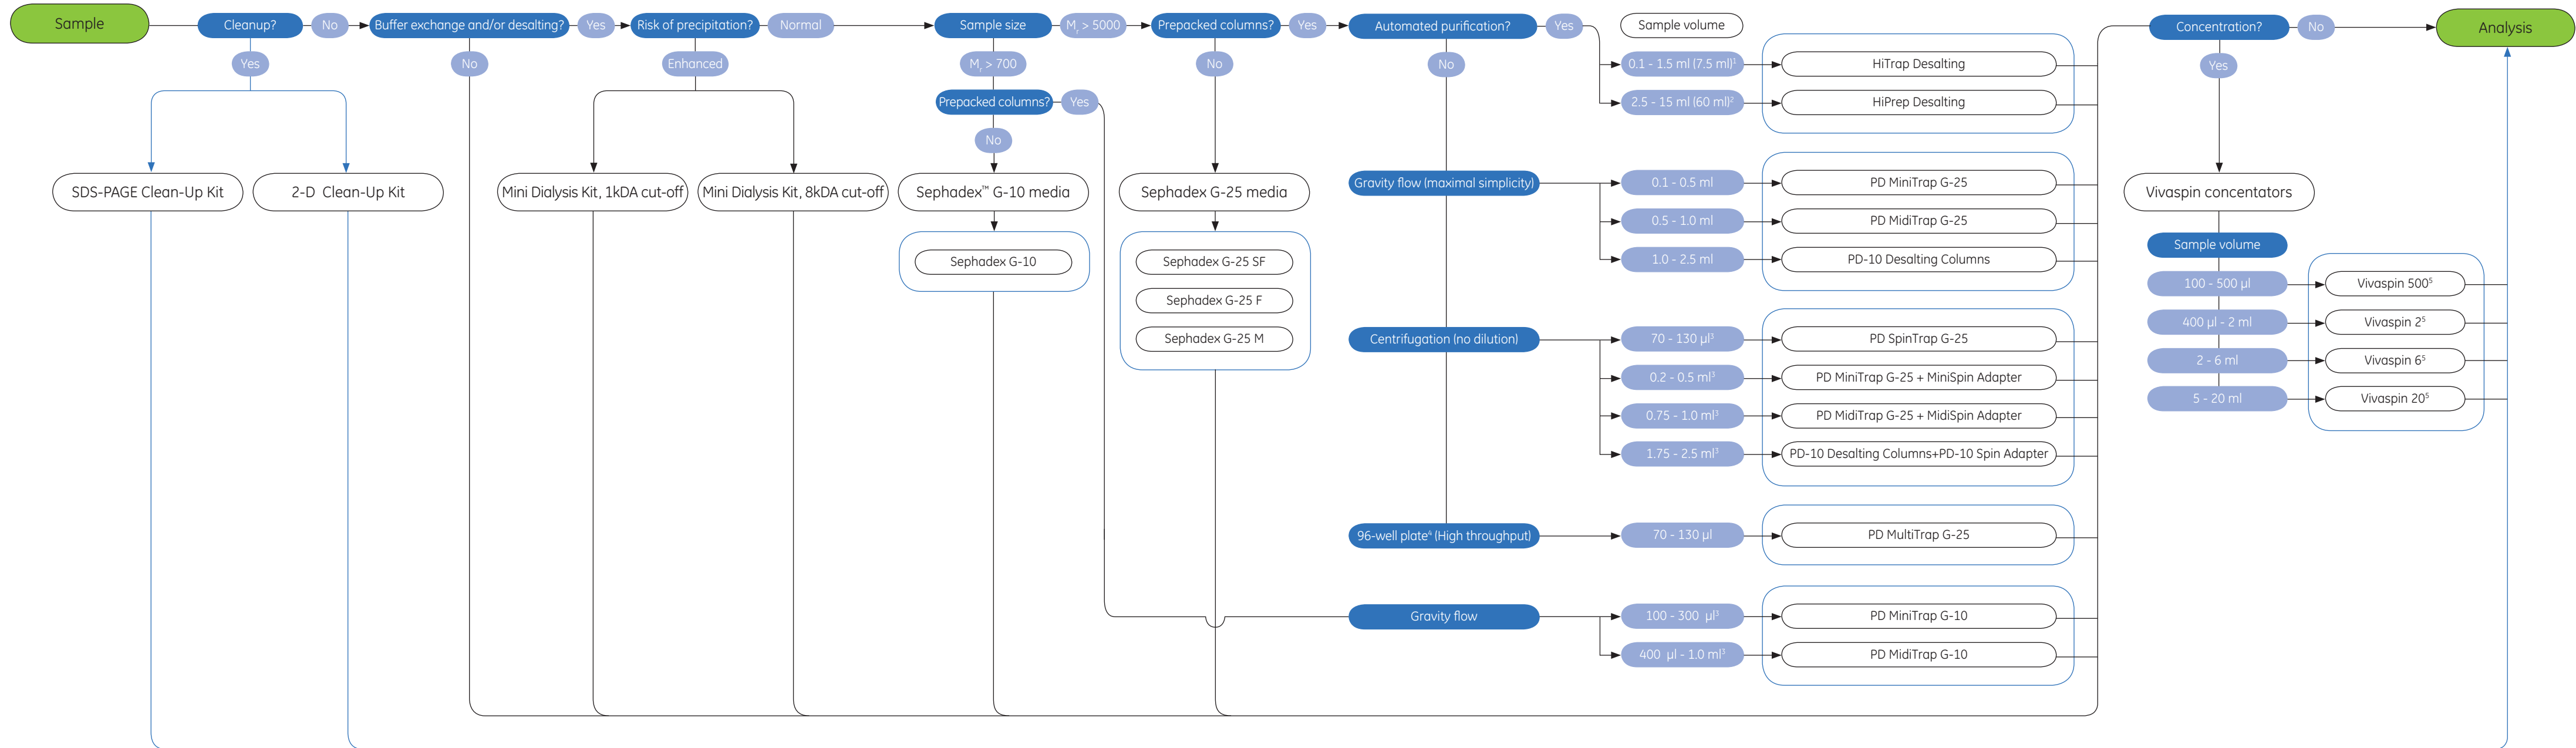 Sample
Cleanup?
No
Buffer exchange and/or desalting?
Yes
Risk of precipitation?
Normal
Sample size
Mr > 5000
Prepacked columns?
Yes
Automated purification?
Yes
Sample volume
Concentration?
No
Analysis
Yes
No
Enhanced
Mr > 700
No
No
0.1 - 1.5 ml (7.5 ml)¹
HiTrap Desalting
Yes
Prepacked columns?
Yes
2.5 - 15 ml (60 ml)²
HiPrep Desalting
No
SDS-PAGE Clean-Up Kit
2-D Clean-Up Kit
Mini Dialysis Kit, 1kDA cut-off
Mini Dialysis Kit, 8kDA cut-off
Sephadex™ G-10 media
Sephadex G-25 media
Gravity flow (maximal simplicity)
0.1 - 0.5 ml
PD MiniTrap G-25
Vivaspin concentators
0.5 - 1.0 ml
PD MidiTrap G-25
Sample volume
Sephadex G-10
Sephadex G-25 SF
1.0 - 2.5 ml
PD-10 Desalting Columns
100 - 500 µl
Vivaspin 500⁵
Sephadex G-25 F
400 µl - 2 ml
Vivaspin 2⁵
Sephadex G-25 M
Centrifugation (no dilution)
70 - 130 µl³
PD SpinTrap G-25
2 - 6 ml
Vivaspin 6⁵
0.2 - 0.5 ml³
PD MiniTrap G-25 + MiniSpin Adapter
5 - 20 ml
Vivaspin 20⁵
0.75 - 1.0 ml³
PD MidiTrap G-25 + MidiSpin Adapter
1.75 - 2.5 ml³
PD-10 Desalting Columns+PD-10 Spin Adapter
96-well plate⁴ (High throughput)
70 - 130 µl
PD MultiTrap G-25
Gravity flow
100 - 300 µl³
PD MiniTrap G-10
400 µl - 1.0 ml³
PD MidiTrap G-10